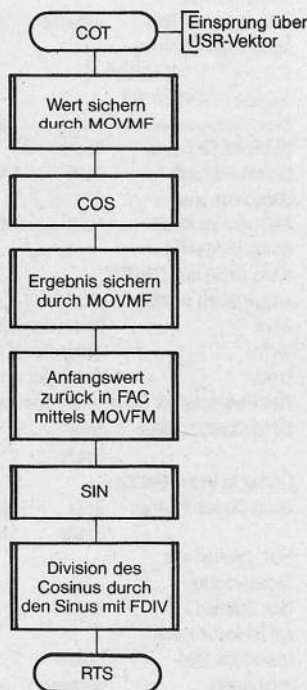 COT
Einsprung über
USR-Vektor
Wert sichern
durch MOVMF
COS
Ergebnis sichern
durch MOVMF
Anfangswert
zurück in FAC
mittels MOVFM
SIN
Division des
Cosinus durch
den Sinus mit FDIV
RTS